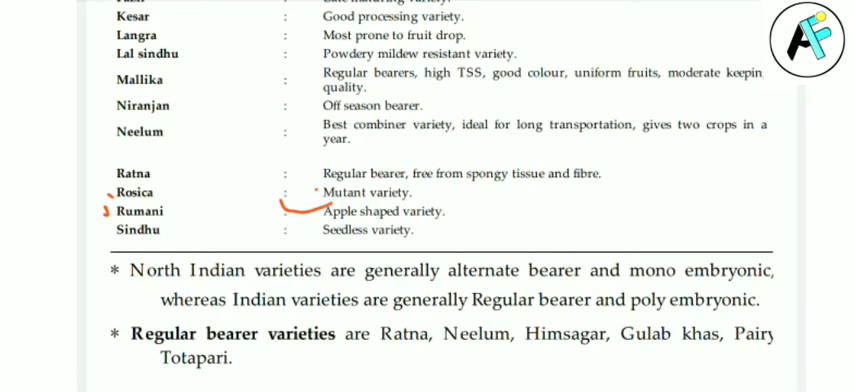 Kesar : Good processing variety.
Langra : Most prone to fruit drop.
Lal sindhu : Powdery mildew resistant variety.
Mallika : Regular bearers, high TSS, good colour, uniform fruits, moderate keepin
quality.
Niranjan : Off season bearer.
Neelum : Best combiner variety, ideal for long transportation, gives two crops in a
year.
Ratna : Regular bearer, free from spongy tissue and fibre.
Rosica : Mutant variety.
Rumani : Apple shaped variety.
Sindhu : Seedless variety.
* North Indian varieties are generally alternate bearer and mono embryonic,
whereas Indian varieties are generally Regular bearer and poly embryonic.
* Regular bearer varieties are Ratna, Neelum, Himsagar, Gulab khas, Pairy
Totapari.